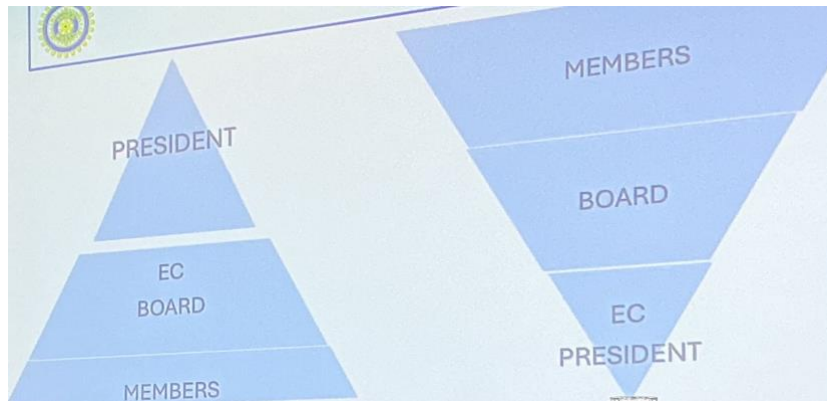 PRESIDENT
EC
BOARD
MEMBERS
MEMBERS
BOARD
EC
PRESIDENT